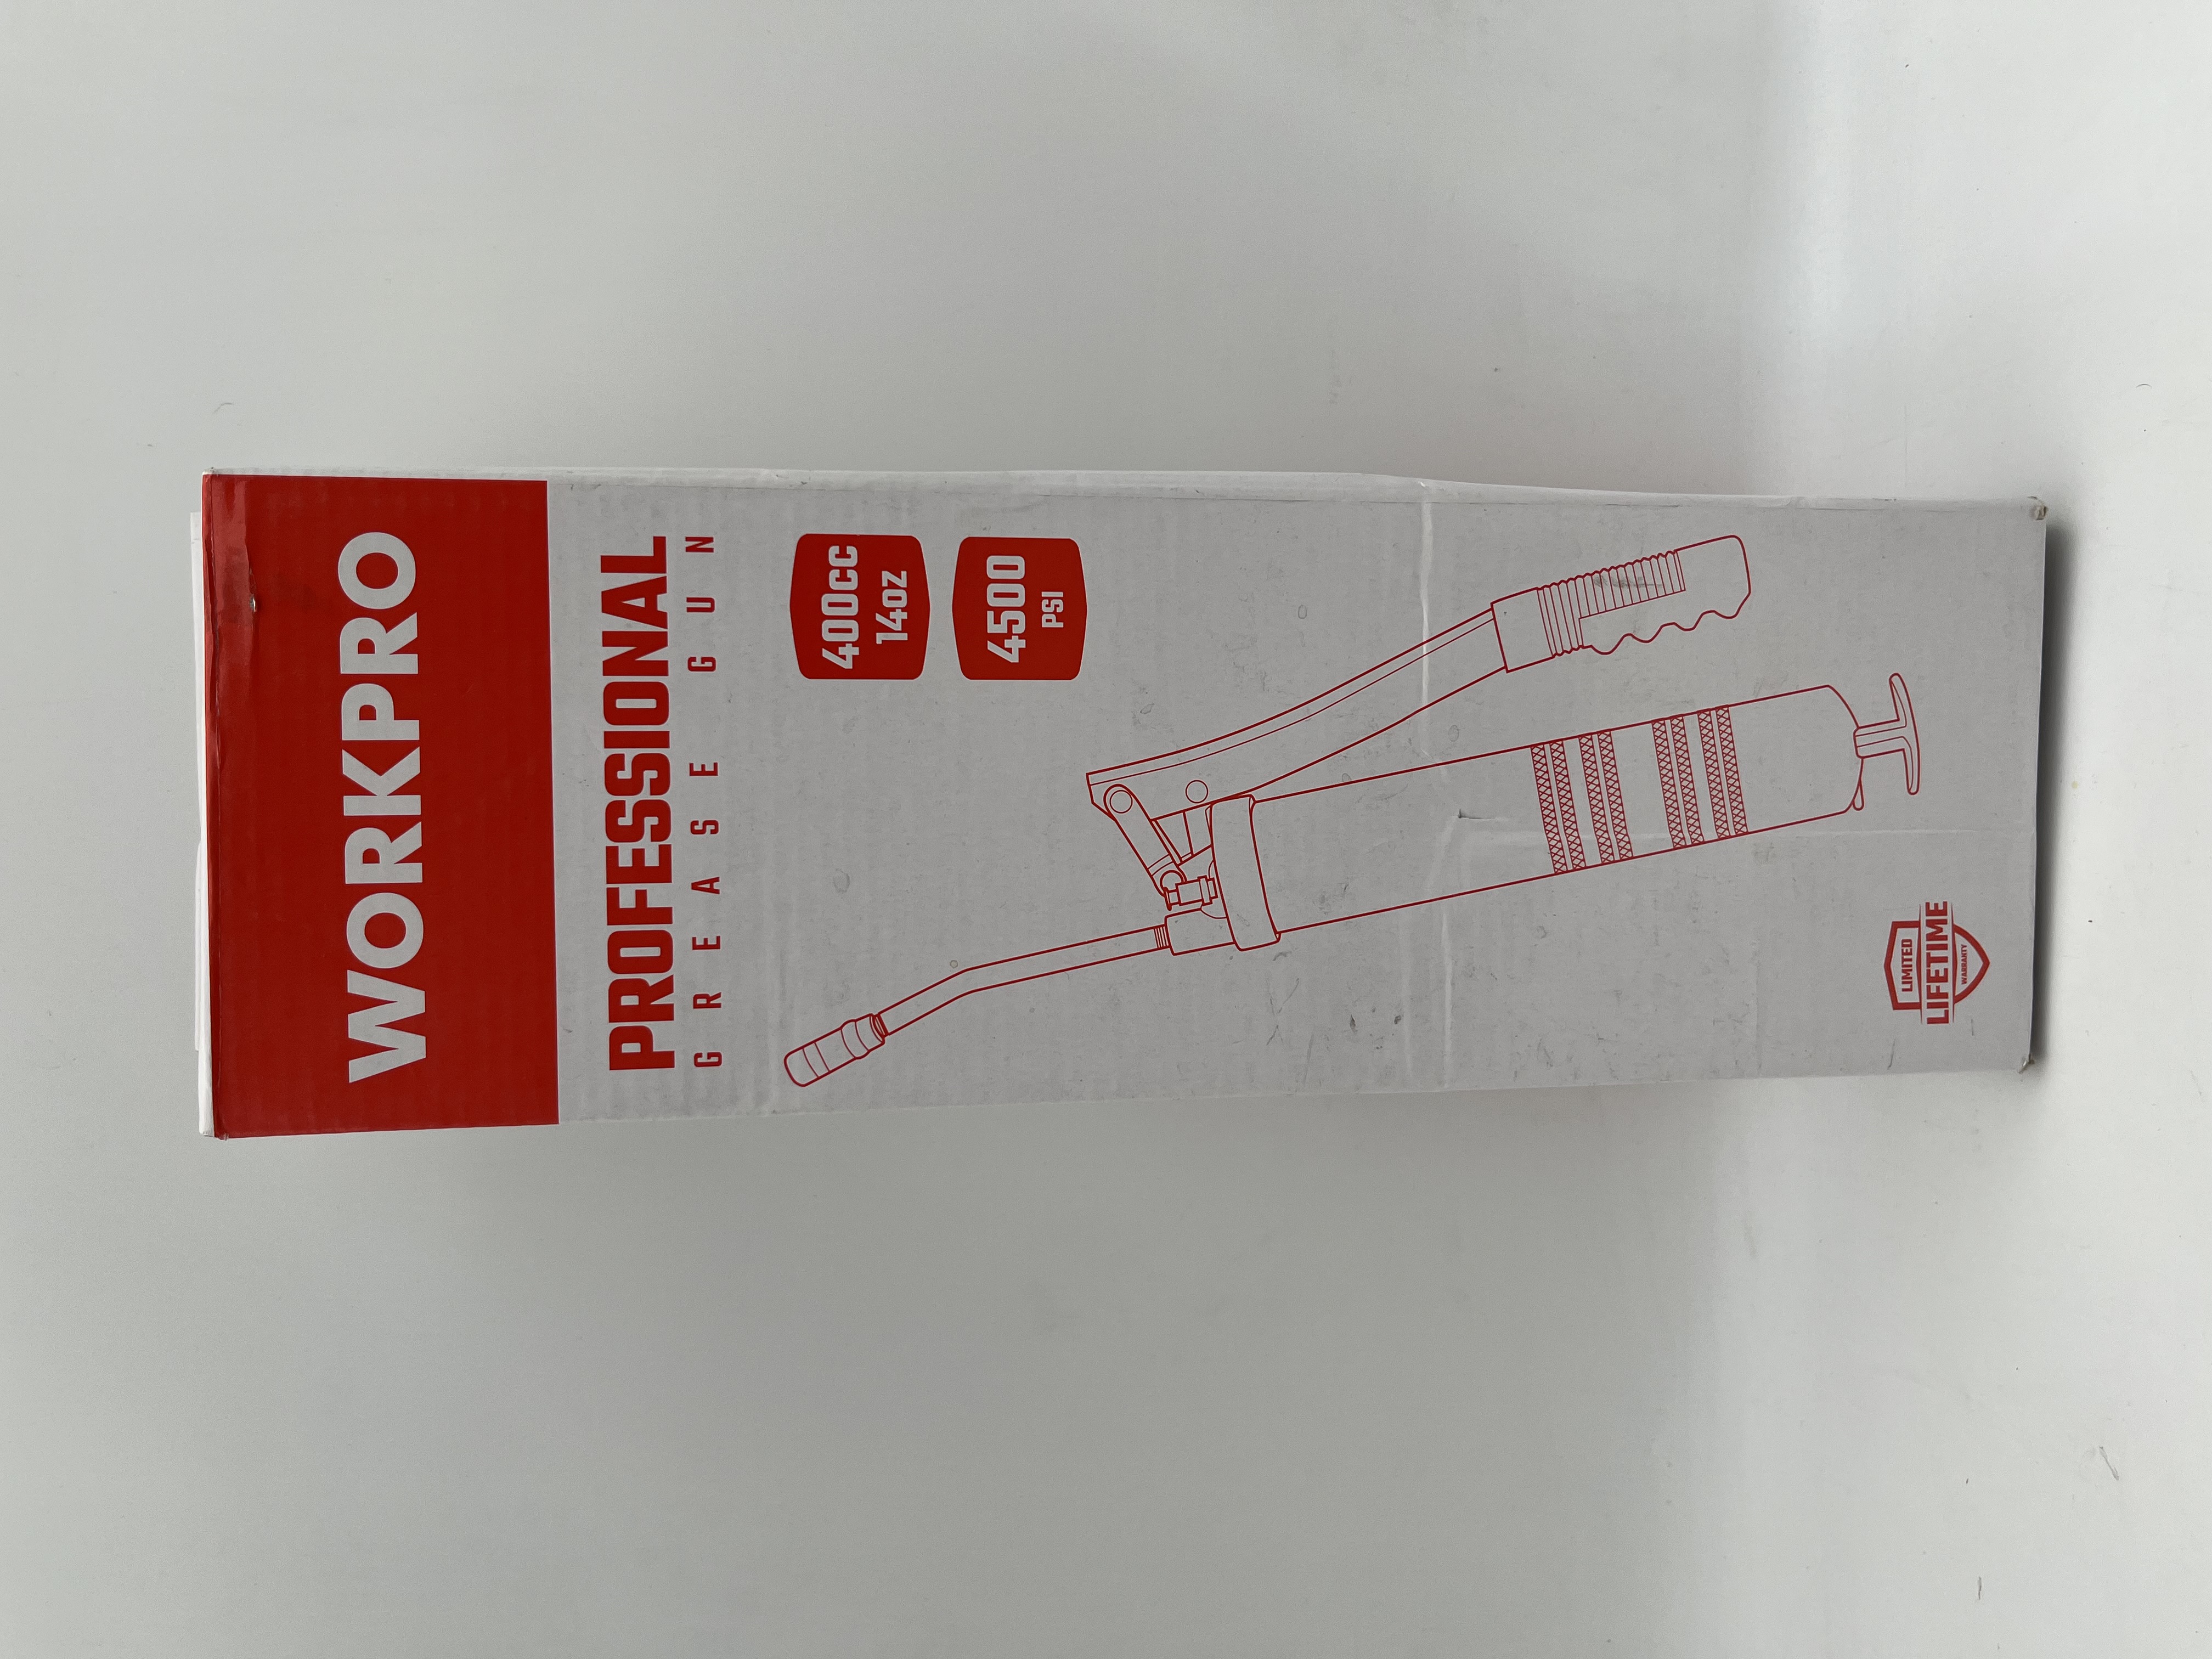 WORKPRO
PROFESSIONAL
GREASE GUN
400cc
14oz
4500
PSI
LIMITED
LIFETIME
WARRANTY